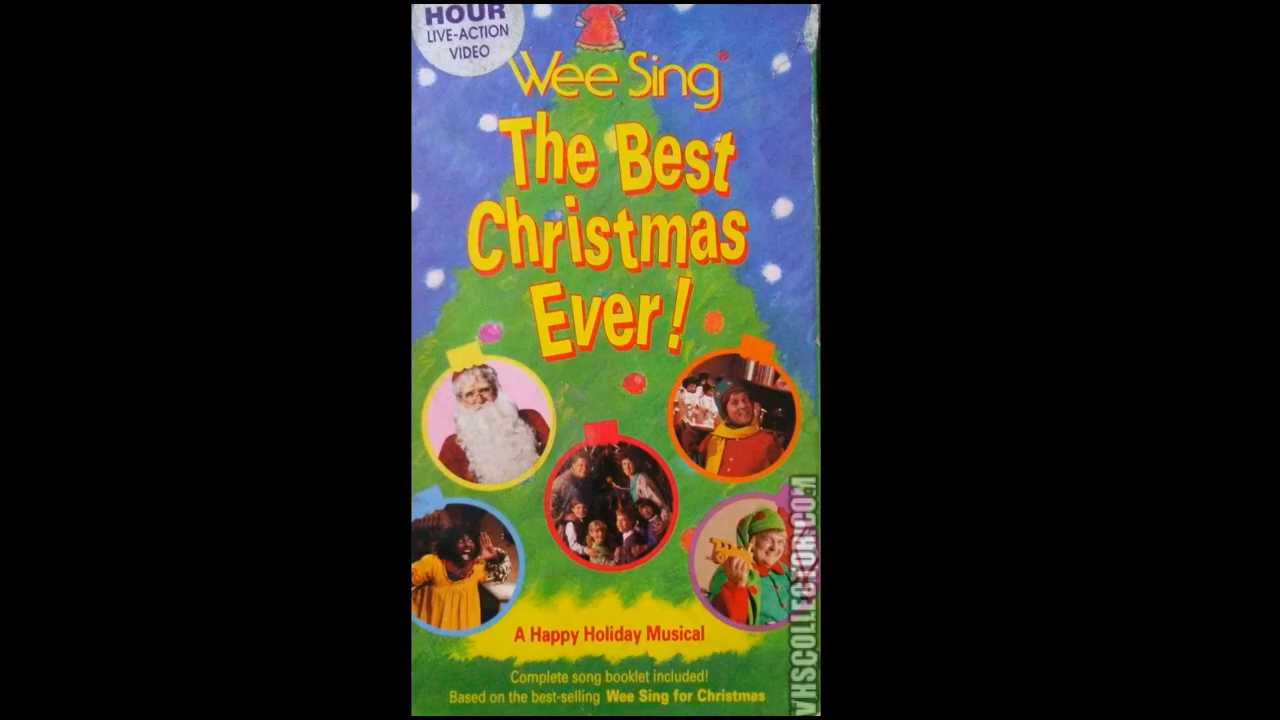 HOUR
LIVE-ACTION
VIDEO
Wee Sing
The Best
Christmas
Ever!
A Happy Holiday Musical
Complete song booklet included!
Based on the best-selling Wee Sing for Christmas
VHSCOLLECTOR.COM